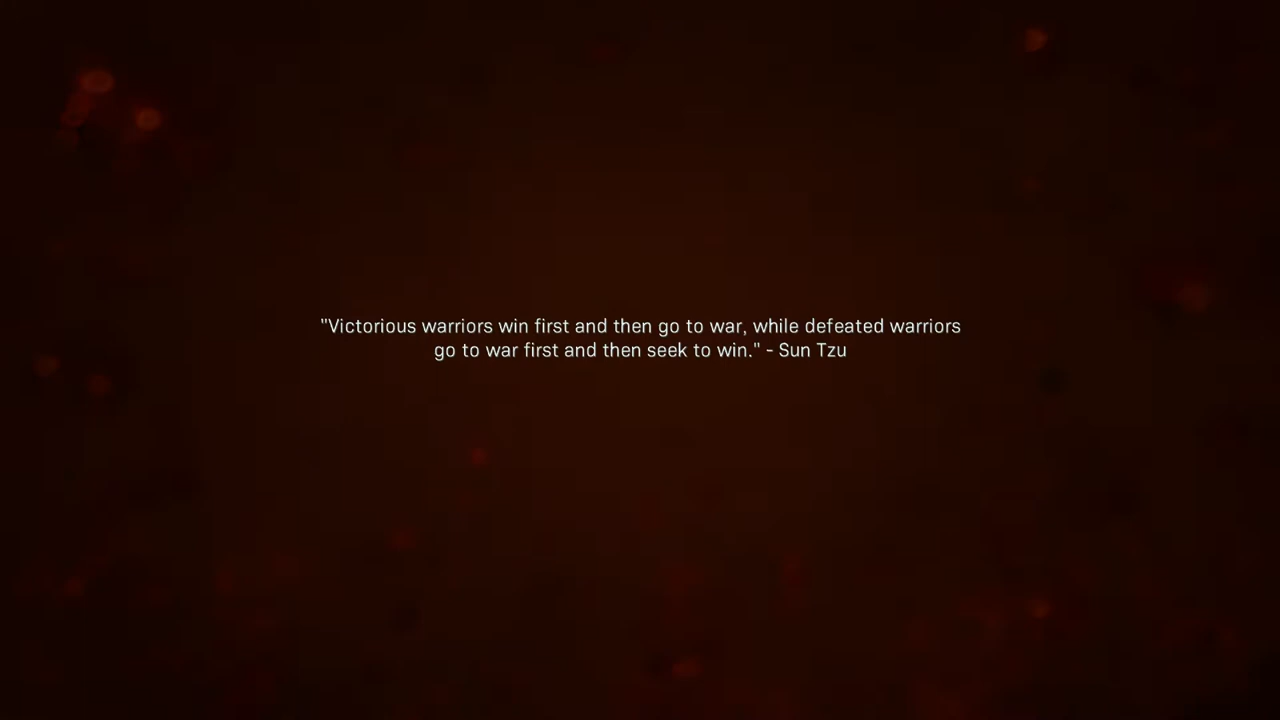 "Victorious warriors win first and then go to war, while defeated warriors
go to war first and then seek to win." - Sun Tzu